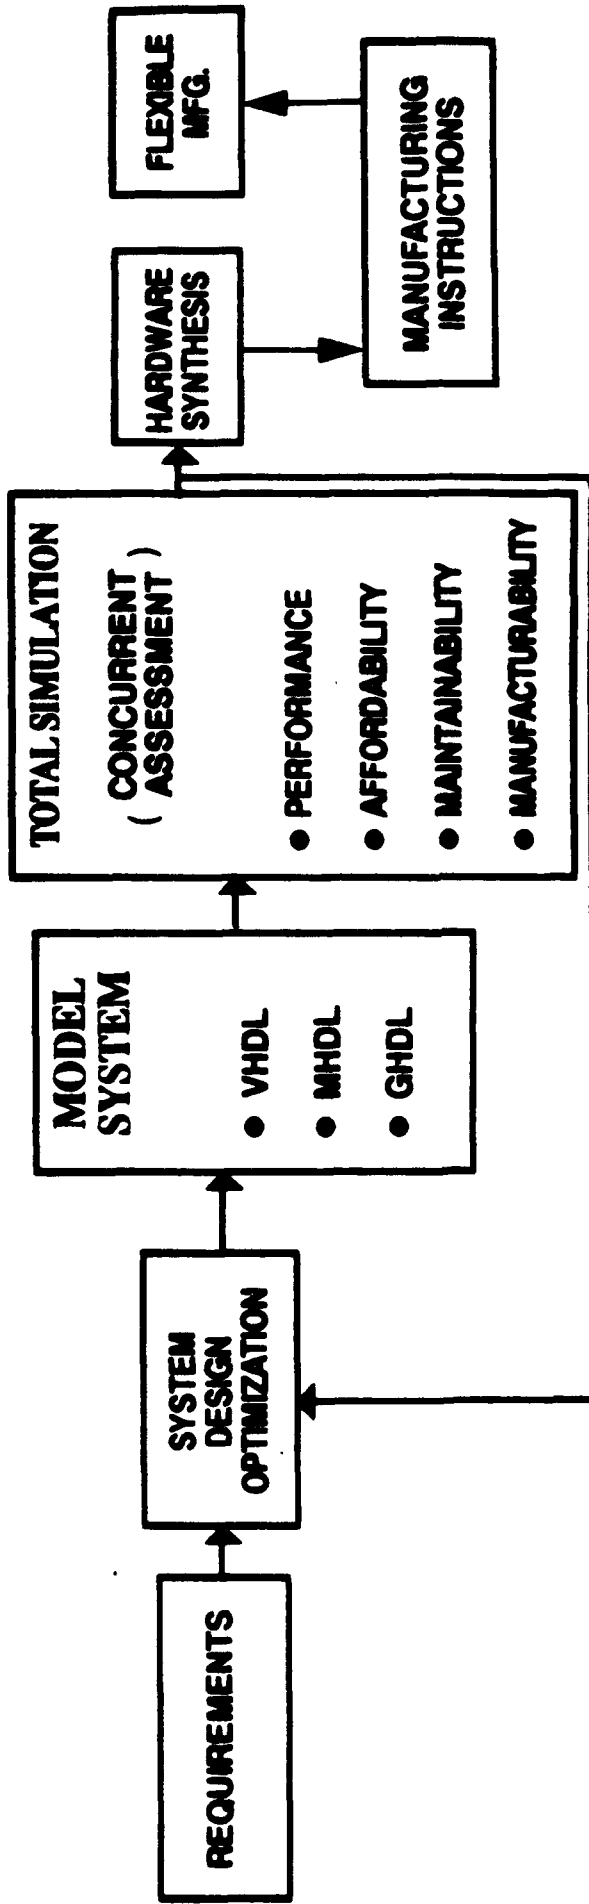 REQUIREMENTS
SYSTEM
DESIGN
OPTIMIZATION
MODEL
SYSTEM
● VHDL
● MHDL
● GHDL
TOTAL SIMULATION
( CONCURRENT
ASSESSMENT )
● PERFORMANCE
● AFFORDABILITY
● MAINTAINABILITY
● MANUFACTURABILITY
HARDWARE
SYNTHESIS
MANUFACTURING
INSTRUCTIONS
FLEXIBLE
MFG.